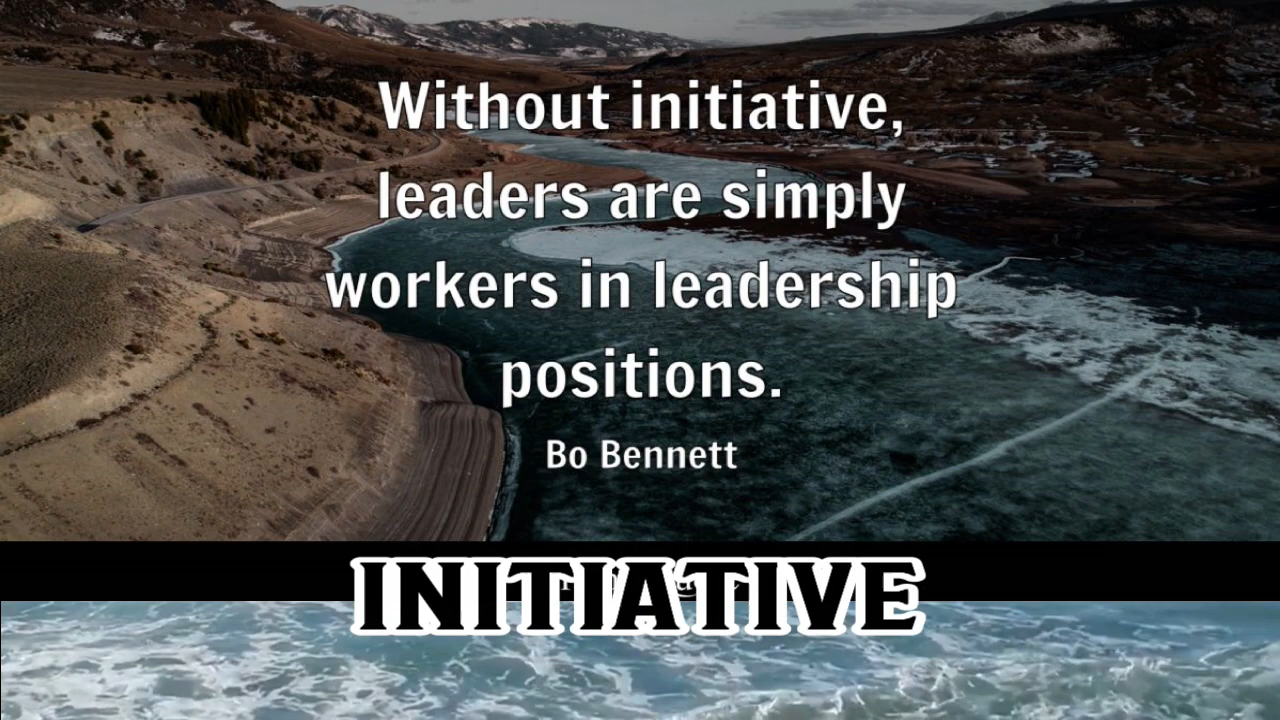 Without initiative,
leaders are simply
workers in leadership
positions.
Bo Bennett
INITIATIVE